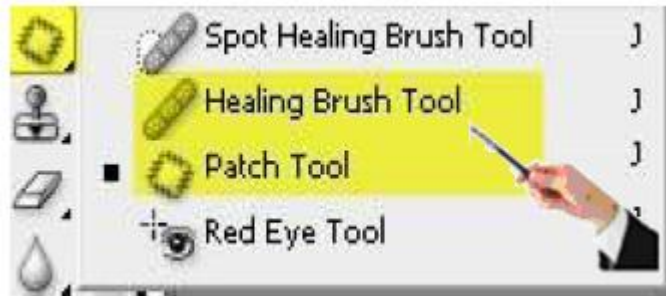 Spot Healing Brush Tool J
Healing Brush Tool J
Patch Tool J
Red Eye Tool J